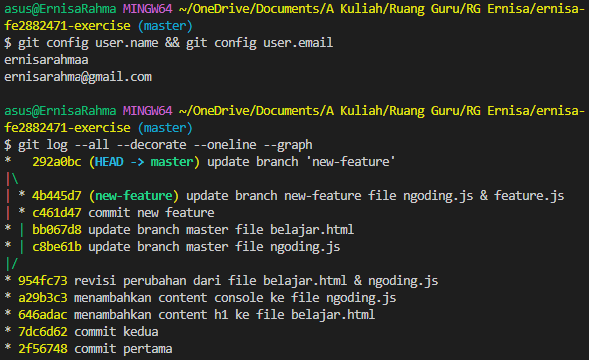 asus@ErnisaRahma MINGW64 ~/OneDrive/Documents/A Kuliah/Ruang Guru/RG Ernisa/ernisa-
fe2882471-exercise (master)
$ git config user.name && git config user.email
ernisarahmaa
ernisarahma@gmail.com
asus@ErnisaRahma MINGW64 ~/OneDrive/Documents/A Kuliah/Ruang Guru/RG Ernisa/ernisa-
fe2882471-exercise (master)
$ git log --all --decorate --oneline --graph
*   292a0bc (HEAD -> master) update branch 'new-feature'
|\
| * 4b445d7 (new-feature) update branch new-feature file ngoding.js & feature.js
| * c461d47 commit new feature
* | bb067d8 update branch master file belajar.html
* | c8be61b update branch master file ngoding.js
|/
* 954fc73 revisi perubahan dari file belajar.html & ngoding.js
* a29b3c3 menambahkan content console ke file ngoding.js
* 646adac menambahkan content h1 ke file belajar.html
* 7dc6d62 commit kedua
* 2f56748 commit pertama